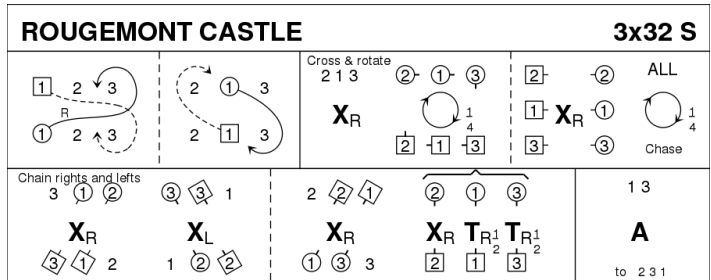 ROUGEMONT CASTLE 3x32 S
1 2 3
R
1 2 3
2 1 3
2 1 3
Cross & rotate
2 1 3
X R
2 1 3
1 4
2 1 3
2 2
1 X R 1
3 3
ALL
1 4
Chase
Chain rights and lefts
3 1 2
X R
3 1 2
3 3 1
X L
1 2 2
2 2 1
X R
1 3 3
2 1 3
X R T R 1 2 T R 1 2
2 1 3
1 3
A
to 2 3 1